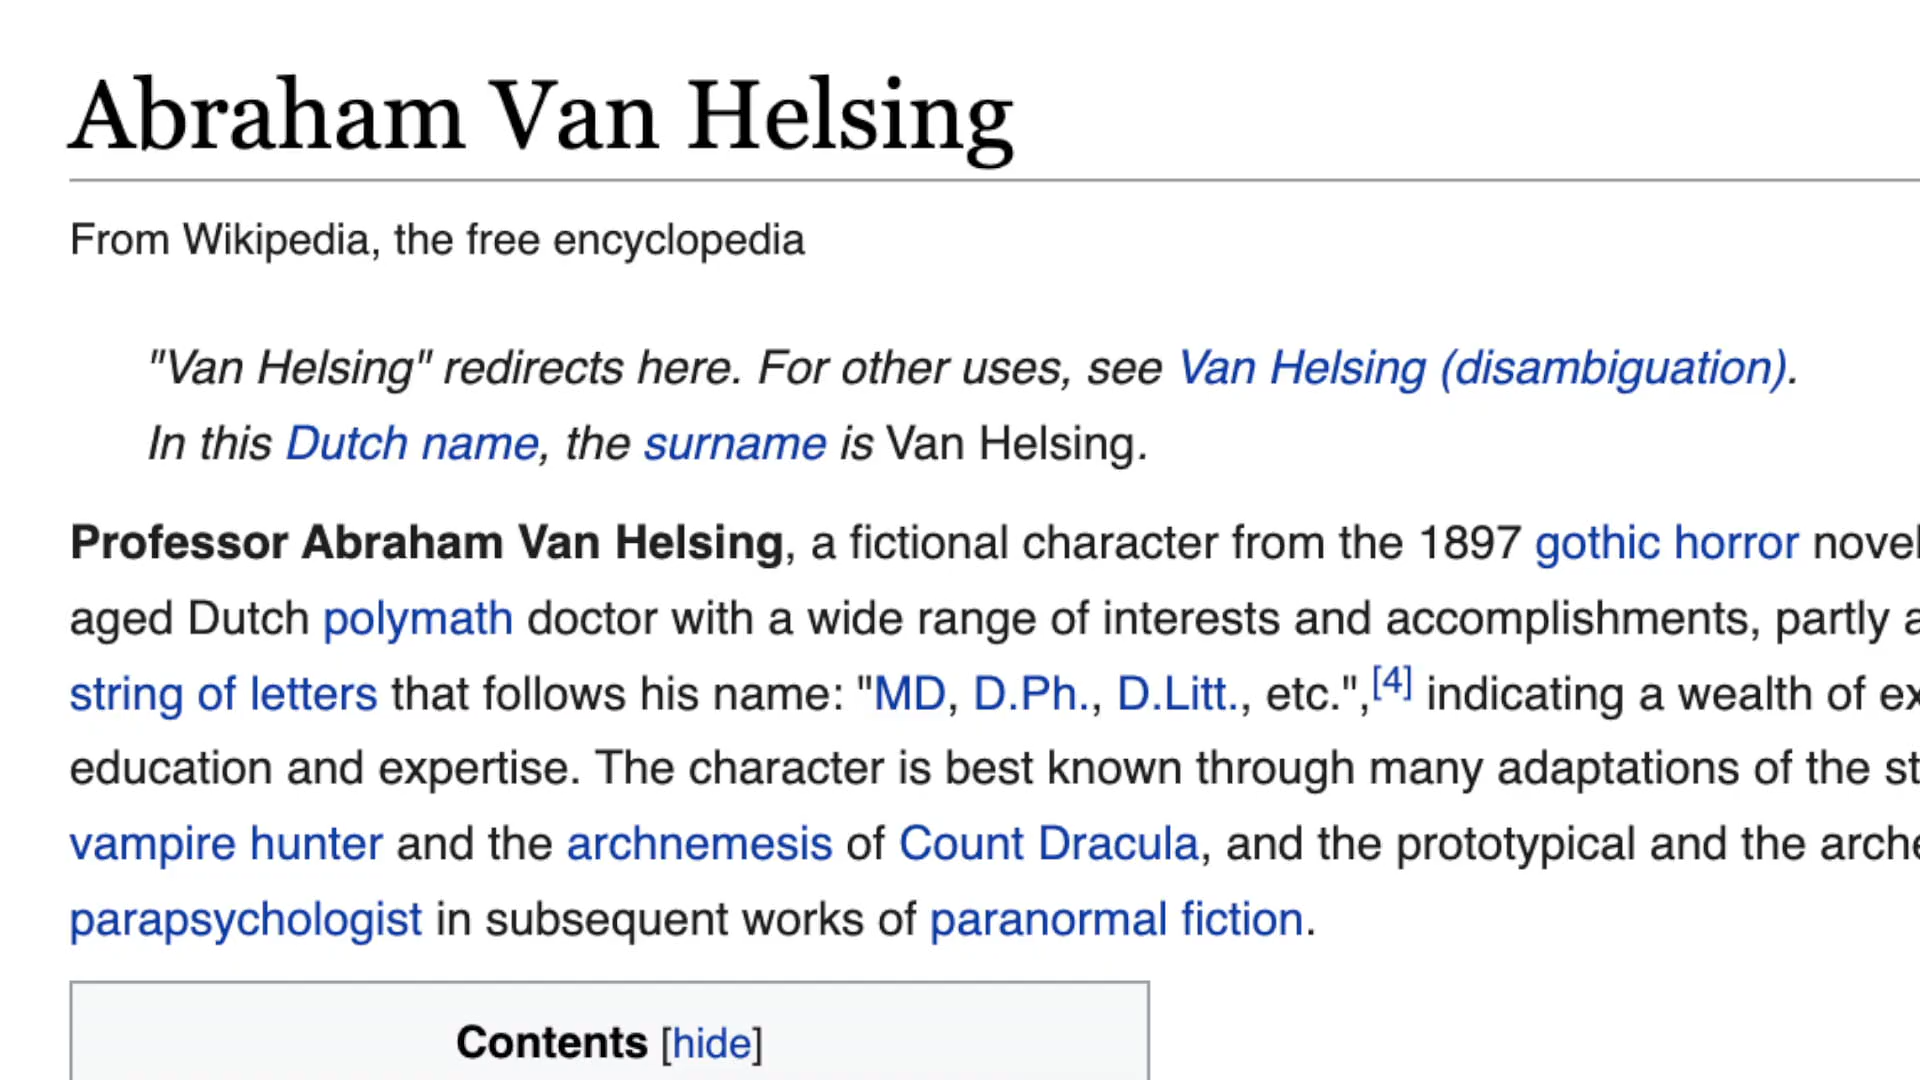 Abraham Van Helsing
From Wikipedia, the free encyclopedia
"Van Helsing" redirects here. For other uses, see Van Helsing (disambiguation).
In this Dutch name, the surname is Van Helsing.
Professor Abraham Van Helsing, a fictional character from the 1897 gothic horror novel
aged Dutch polymath doctor with a wide range of interests and accomplishments, partly a
string of letters that follows his name: "MD, D.Ph., D.Litt., etc.",[4] indicating a wealth of ex
education and expertise. The character is best known through many adaptations of the st
vampire hunter and the archnemesis of Count Dracula, and the prototypical and the arche
parapsychologist in subsequent works of paranormal fiction.
Contents [hide]